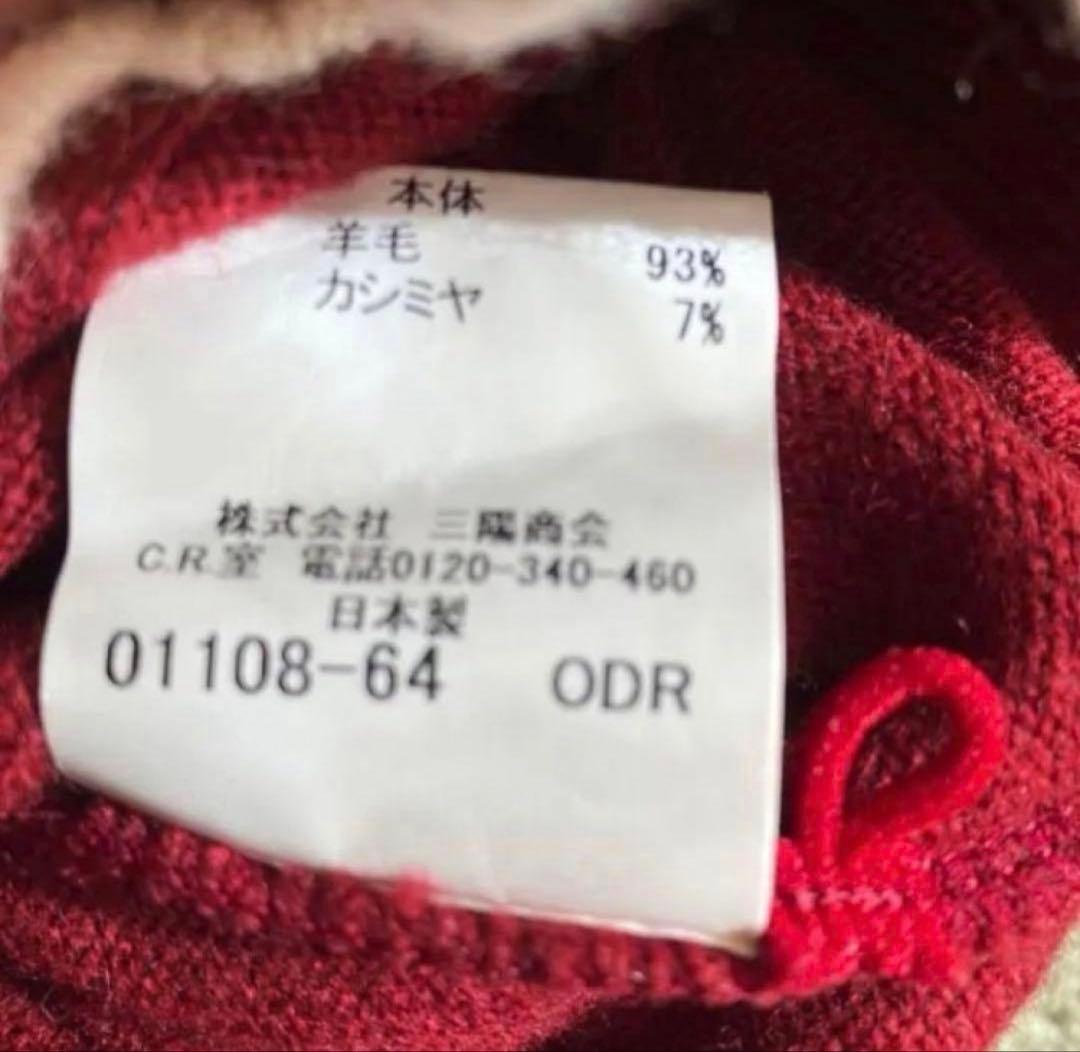 本体
羊毛 93%
カシミヤ 7%
株式会社 三陽商会
C.R.室 電話0120-340-460
日本製
01108-64 ODR